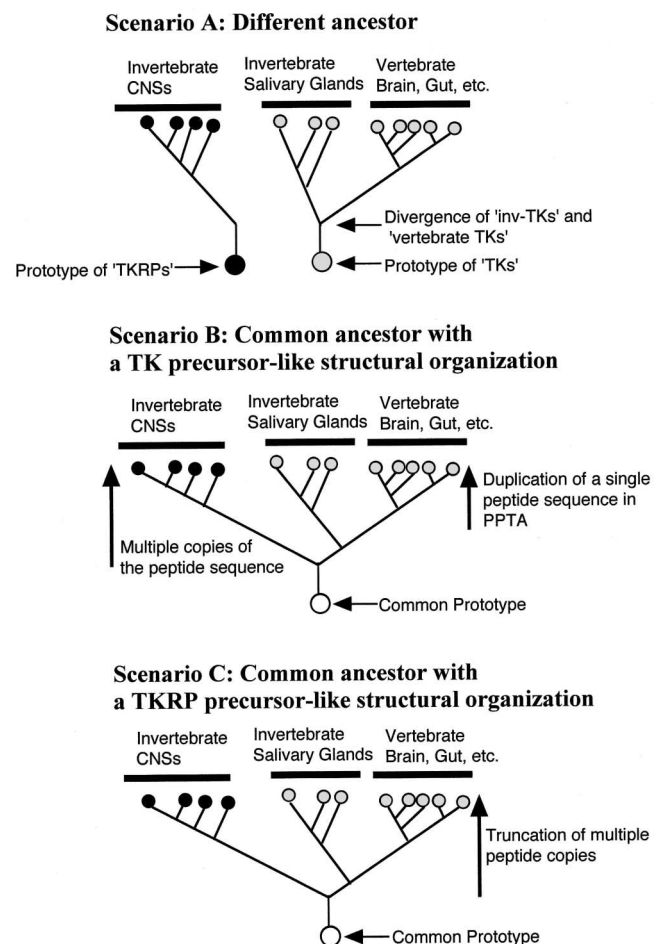 Scenario A: Different ancestor
Invertebrate
CNSs
Invertebrate
Salivary Glands
Vertebrate
Brain, Gut, etc.
Divergence of 'inv-TKs' and
'vertebrate TKs'
Prototype of 'TKRPs'
Prototype of 'TKs'
Scenario B: Common ancestor with
a TK precursor-like structural organization
Invertebrate
CNSs
Invertebrate
Salivary Glands
Vertebrate
Brain, Gut, etc.
Multiple copies of
the peptide sequence
Duplication of a single
peptide sequence in
PPTA
Common Prototype
Scenario C: Common ancestor with
a TKRP precursor-like structural organization
Invertebrate
CNSs
Invertebrate
Salivary Glands
Vertebrate
Brain, Gut, etc.
Truncation of multiple
peptide copies
Common Prototype